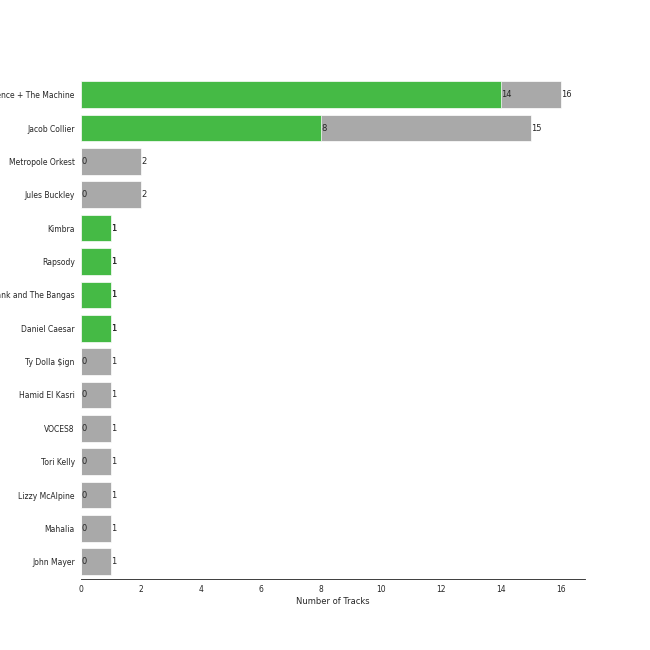 ence + The Machine 14 16
Jacob Collier 8 15
Metropole Orkest 0 2
Jules Buckley 0 2
Kimbra 1
Rapsody 1
ank and The Bangas 1
Daniel Caesar 1
Ty Dolla $ign 0 1
Hamid El Kasri 0 1
VOCES8 0 1
Tori Kelly 0 1
Lizzy McAlpine 0 1
Mahalia 0 1
John Mayer 0 1
0 2 4 6 8 10 12 14 16
Number of Tracks